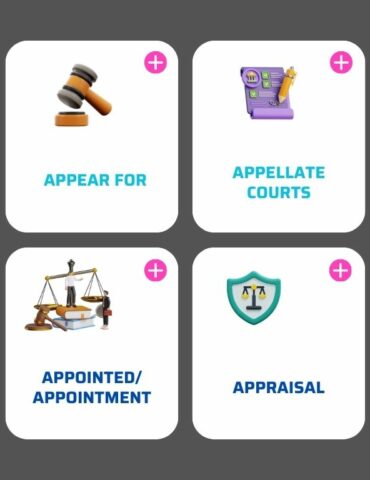 APPEAR FOR
APPELLATE
COURTS
APPOINTED/
APPOINTMENT
APPRAISAL